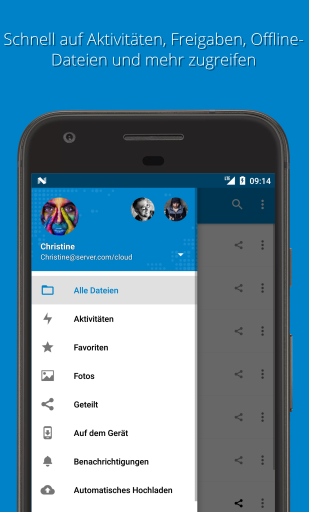 Schnell auf Aktivitäten, Freigaben, Offline-
Dateien und mehr zugreifen
09:14
Christine
Christine@server.com/cloud
Alle Dateien
Aktivitäten
Favoriten
Fotos
Geteilt
Auf dem Gerät
Benachrichtigungen
Automatisches Hochladen